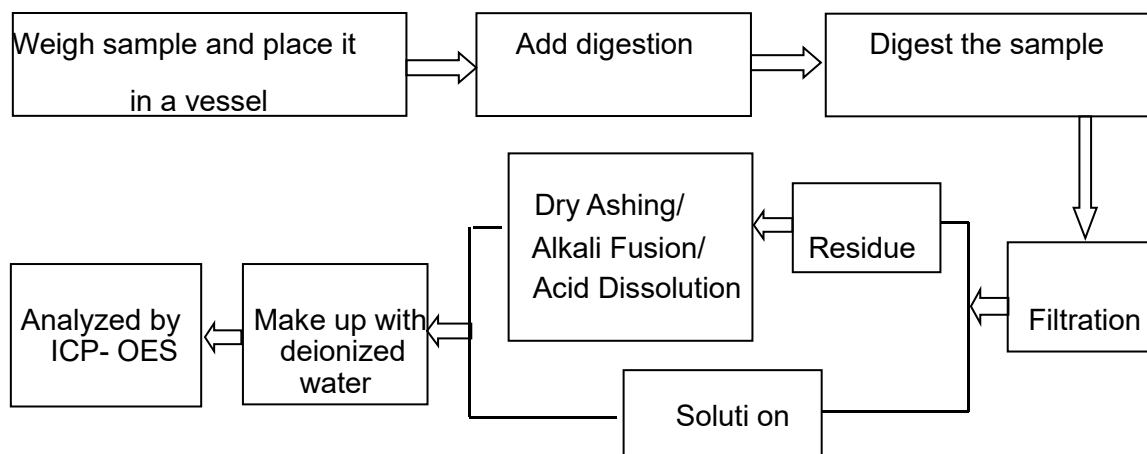 Weigh sample and place it
in a vessel
Add digestion
Digest the sample
Filtration
Residue
Dry Ashing/
Alkali Fusion/
Acid Dissolution
Soluti on
Make up with
deionized
water
Analyzed by
ICP- OES